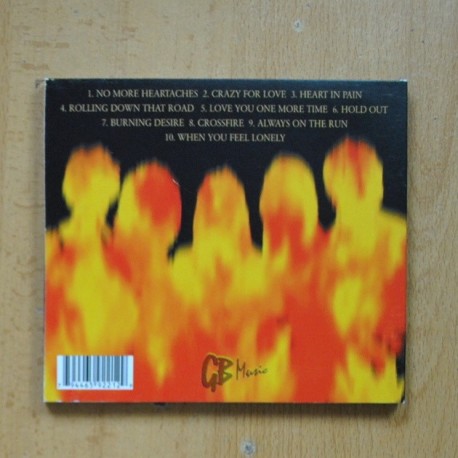 1. NO MORE HEARTACHES 2. CRAZY FOR LOVE 3. HEART IN PAIN
4. ROLLING DOWN THAT ROAD 5. LOVE YOU ONE MORE TIME 6. HOLD OUT
7. BURNING DESIRE 8. CROSSFIRE 9. ALWAYS ON THE RUN
10. WHEN YOU FEEL LONELY
GB Music